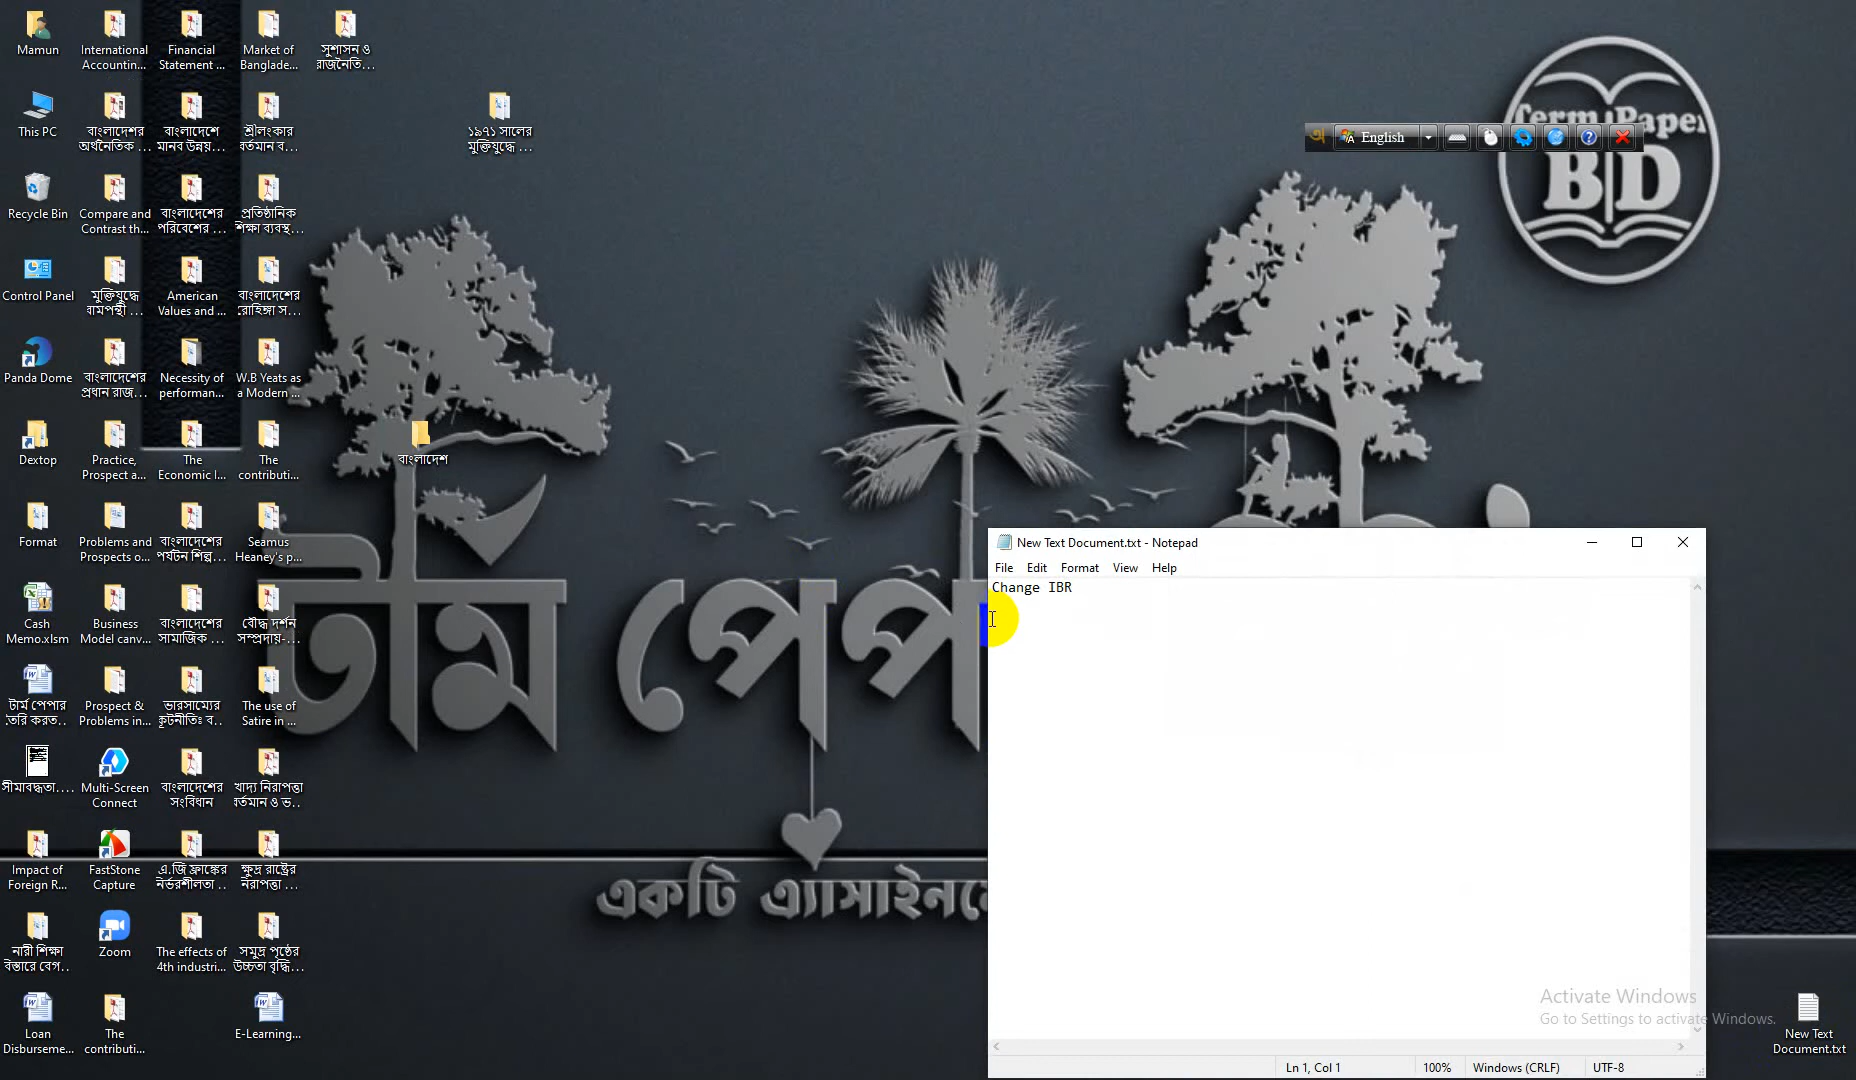 Mamun
International
Accountin...
Financial
Statement ...
Market of
Banglade...
সুশাসন ও
রাজনৈতি...
This PC
বাংলাদেশর
অর্থনৈতিক ...
বাংলাদেশে
মানব উন্নয়...
শ্রীলংকার
বর্তমান ব...
১৯৭১ সালের
মুক্তিযুদ্ধে ...
English
Term Paper
BD
Recycle Bin
Compare and
Contrast th...
বাংলাদেশের
পরিবেশের ...
প্রতিষ্ঠানিক
শিক্ষা ব্যবস্থ...
Control Panel
মুক্তিযুদ্ধে
বামপন্থী ...
American
Values and ...
বাংলাদেশের
রোহিঙ্গা স...
Panda Dome
বাংলাদেশের
প্রধান রাজ...
Necessity of
performan...
W.B Yeats as
a Modern ...
Dextop
Practice,
Prospect a...
The
Economic I...
The
contributi...
বাংলাদেশ
Format
Problems and
Prospects o...
বাংলাদেশের
পর্যটন শিল্প...
Seamus
Heaney's p...
Cash
Memo.xlsm
Business
Model canv...
বাংলাদেশের
সামাজিক ...
বৌদ্ধ দর্শন
সম্প্রদায়-...
টার্ম পেপার
তৈরি করত...
Prospect &
Problems in...
ভারসাম্যের
কূটনীতিঃ ব...
The use of
Satire in ...
সীমাবদ্ধতা....
Multi-Screen
Connect
বাংলাদেশের
সংবিধান
খাদ্য নিরাপত্তা
বর্তমান ও ভ...
Impact of
Foreign R...
FastStone
Capture
এ.জি ফ্রাঙ্কের
নির্ভরশীলতা ...
ক্ষুদ্র রাষ্ট্রের
নিরাপত্তা ...
নারী শিক্ষা
বিস্তারে বেগ...
Zoom
The effects of
4th industri...
সমুদ্র পৃষ্ঠের
উচ্চতা বৃদ্ধি...
Loan
Disburseme...
The
contributi...
E-Learning...
টার্ম পেপ
একটি এ্যাসাইনমে
New Text Document.txt - Notepad
File Edit Format View Help
Change IBR
Activate Windows
Go to Settings to activate Windows.
Ln 1, Col 1 100% Windows (CRLF) UTF-8
New Text
Document.txt